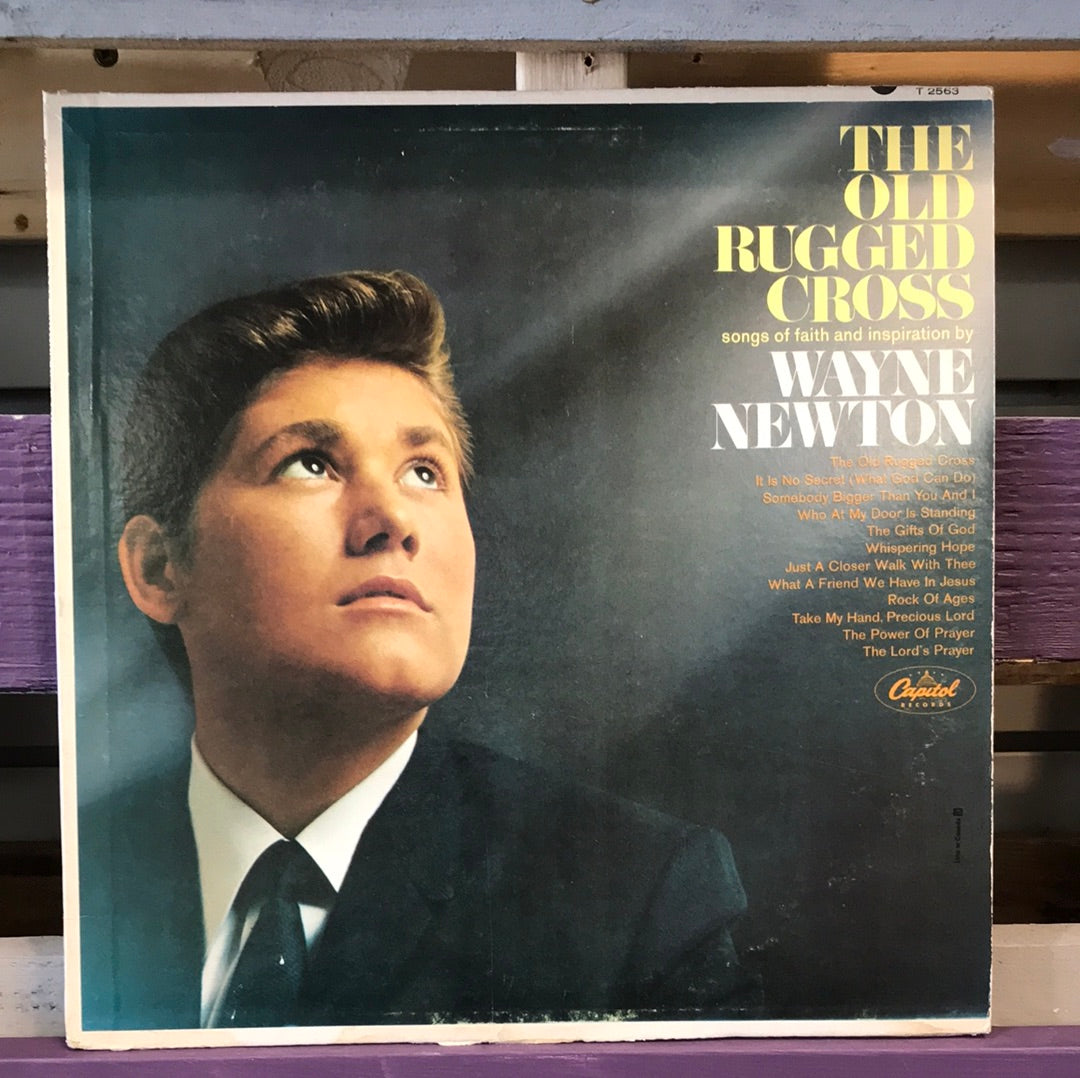 T 2563
THE
OLD
RUGGED
CROSS
songs of faith and inspiration by
WAYNE
NEWTON
The Old Rugged Cross
It Is No Secret (What God Can Do)
Somebody Bigger Than You And I
Who At My Door Is Standing
The Gifts Of God
Whispering Hope
Just A Closer Walk With Thee
What A Friend We Have In Jesus
Rock Of Ages
Take My Hand, Precious Lord
The Power Of Prayer
The Lord's Prayer
Capitol
RECORDS